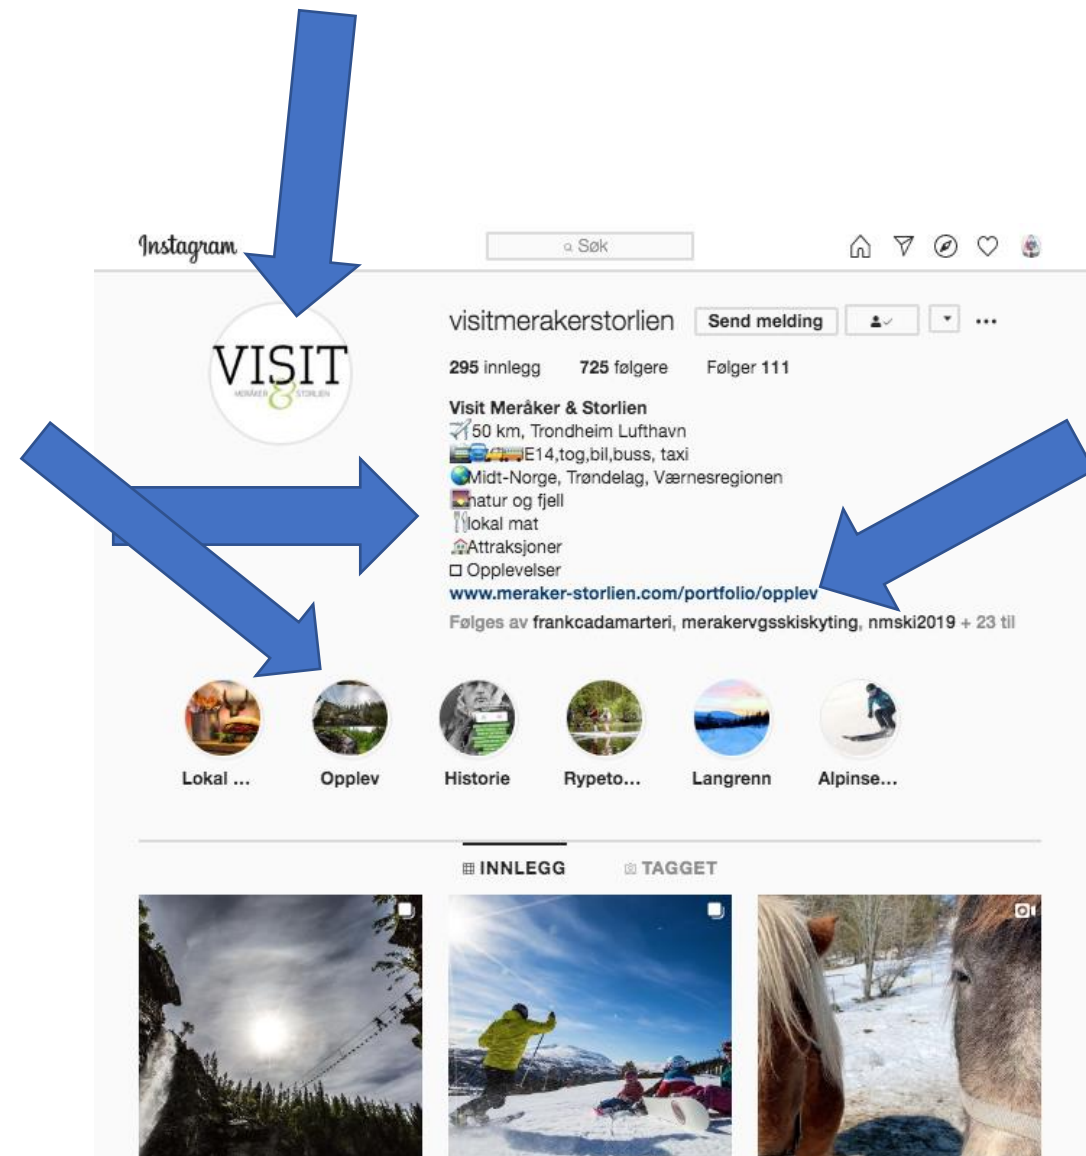 Instagram
Søk
VISIT
MERÅKER & STORLIEN
visitmerakerstorlien Send melding
295 innlegg 725 følgere Følger 111
Visit Meråker & Storlien
50 km, Trondheim Lufthavn
E14,tog,bil,buss, taxi
Midt-Norge, Trøndelag, Værnesregionen
natur og fjell
lokal mat
Attraksjoner
Opplevelser
www.meraker-storlien.com/portfolio/opplev
Følges av frankcadamarteri, merakervgsskiskyting, nmski2019 + 23 til
Lokal ... Opplev Historie Rypeto... Langrenn Alpinse...
INNLEGG TAGGET